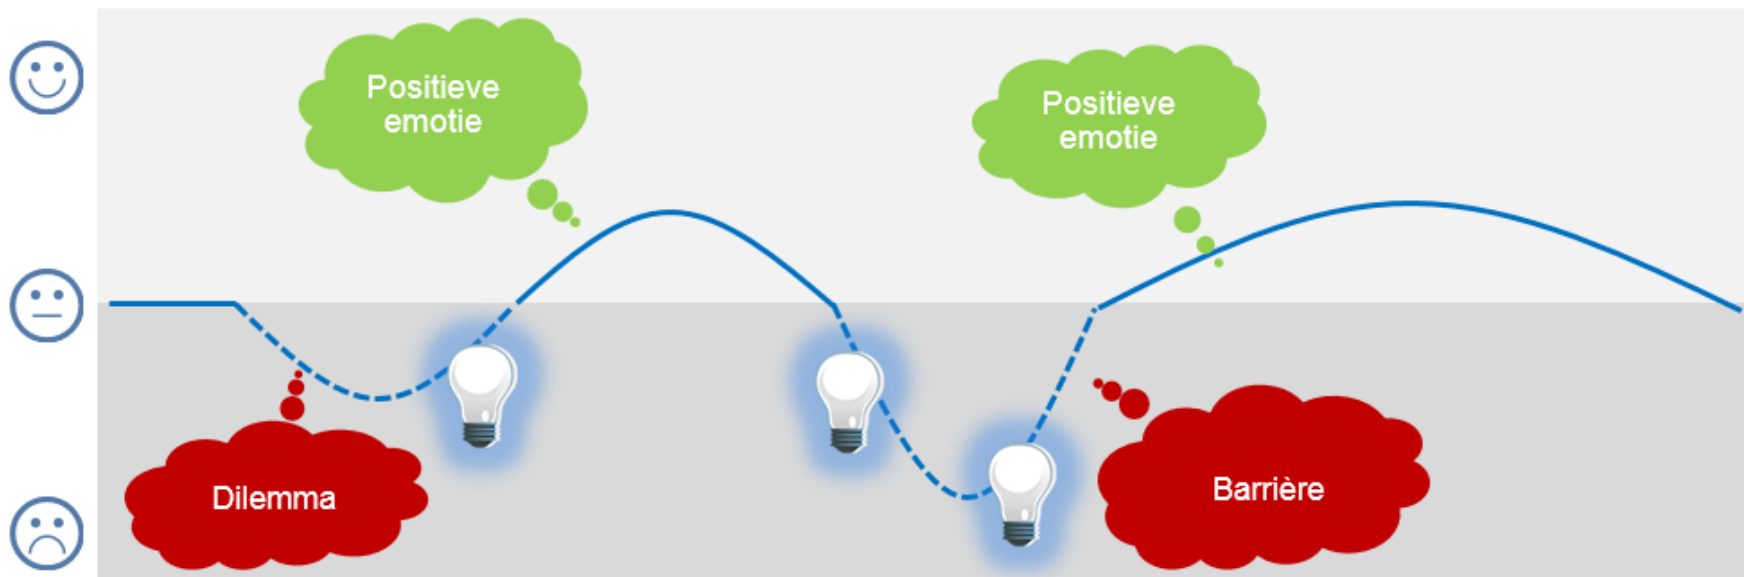 Positieve
emotie
Positieve
emotie
Dilemma
Barrière